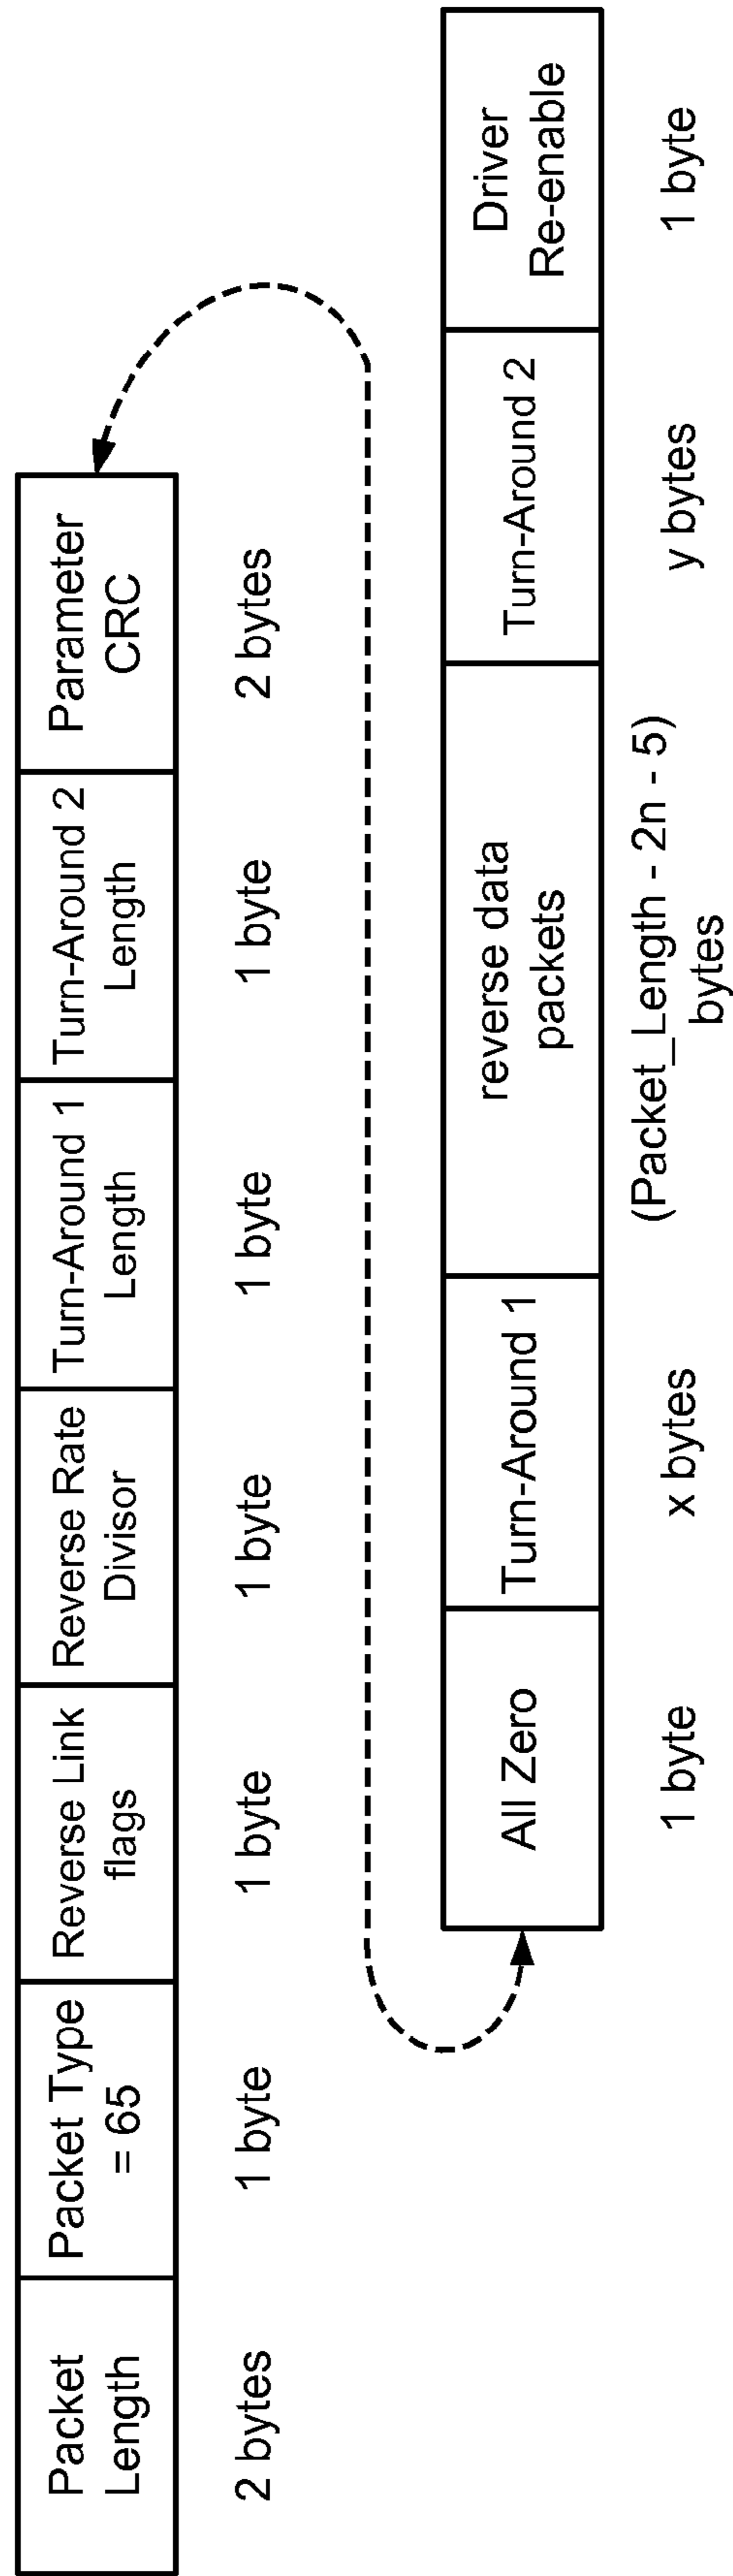 Packet
Length
Packet Type
= 65
Reverse Link
flags
Reverse Rate
Divisor
Turn-Around 1
Length
Turn-Around 2
Length
Parameter
CRC
2 bytes
1 byte
1 byte
1 byte
1 byte
1 byte
2 bytes
All Zero
Turn-Around 1
reverse data
packets
Turn-Around 2
Driver
Re-enable
1 byte
x bytes
(Packet_Length - 2n - 5)
bytes
y bytes
1 byte